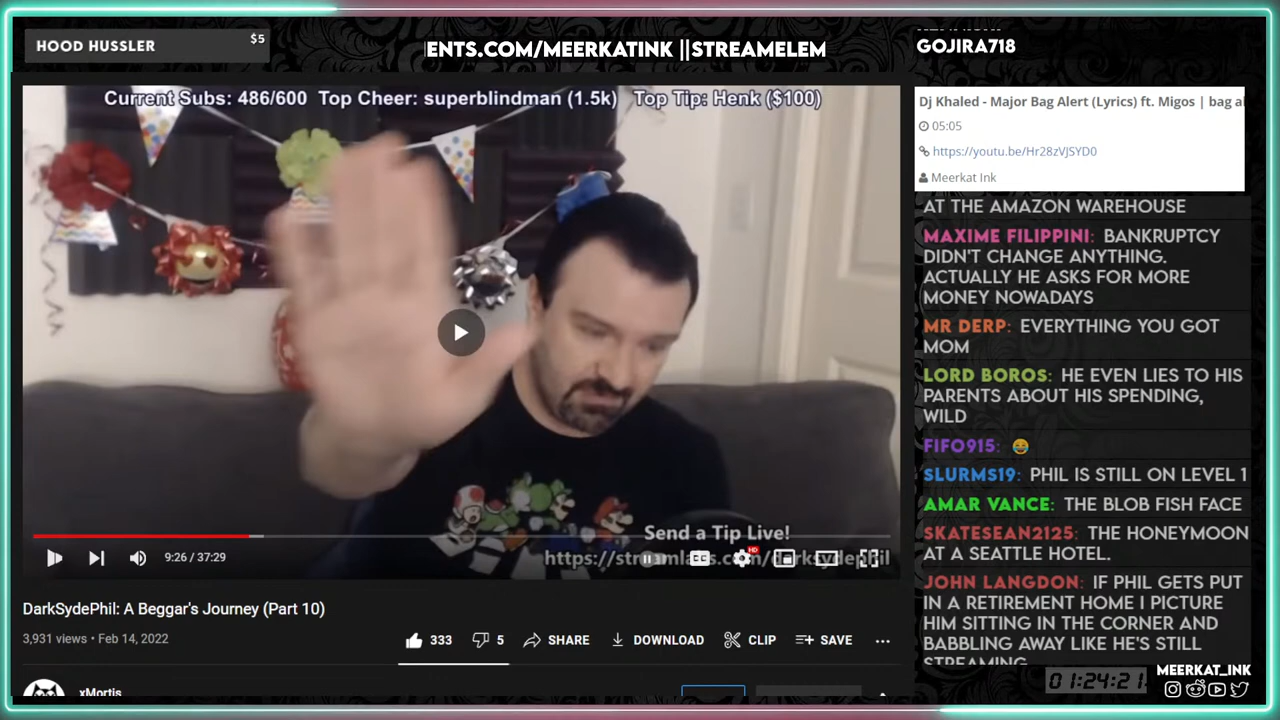 HOOD HUSSLER
$5
ENTS.COM/MEERKATINK ||STREAMELEM
GOJIRA718
Current Subs: 486/600 Top Cheer: superblindman (1.5k) Top Tip: Henk ($100)
Send a Tip Live!
9:26 / 37:29
HD
DarkSydePhil: A Beggar's Journey (Part 10)
3,931 views • Feb 14, 2022
333
5
SHARE
DOWNLOAD
CLIP
SAVE
xMortis
Dj Khaled - Major Bag Alert (Lyrics) ft. Migos | bag al
05:05
https://youtu.be/Hr28zVJSYD0
Meerkat Ink
AT THE AMAZON WAREHOUSE
MAXIME FILIPPINI: BANKRUPTCY
DIDN'T CHANGE ANYTHING.
ACTUALLY HE ASKS FOR MORE
MONEY NOWADAYS
MR DERP: EVERYTHING YOU GOT
MOM
LORD BOROS: HE EVEN LIES TO HIS
PARENTS ABOUT HIS SPENDING,
WILD
FIFO915:
SLURMS19: PHIL IS STILL ON LEVEL 1
AMAR VANCE: THE BLOB FISH FACE
SKATESEAN2125: THE HONEYMOON
AT A SEATTLE HOTEL.
JOHN LANGDON: IF PHIL GETS PUT
IN A RETIREMENT HOME I PICTURE
HIM SITTING IN THE CORNER AND
BABBLING AWAY LIKE HE'S STILL
STREAMING
01:24:21
MEERKAT_INK